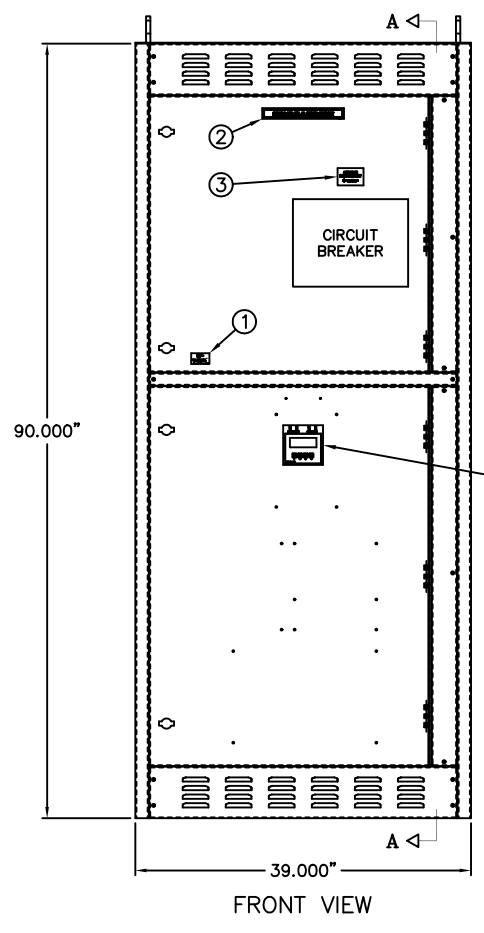 A
2
3
CIRCUIT
BREAKER
1
90.000"
A
39.000"
FRONT VIEW